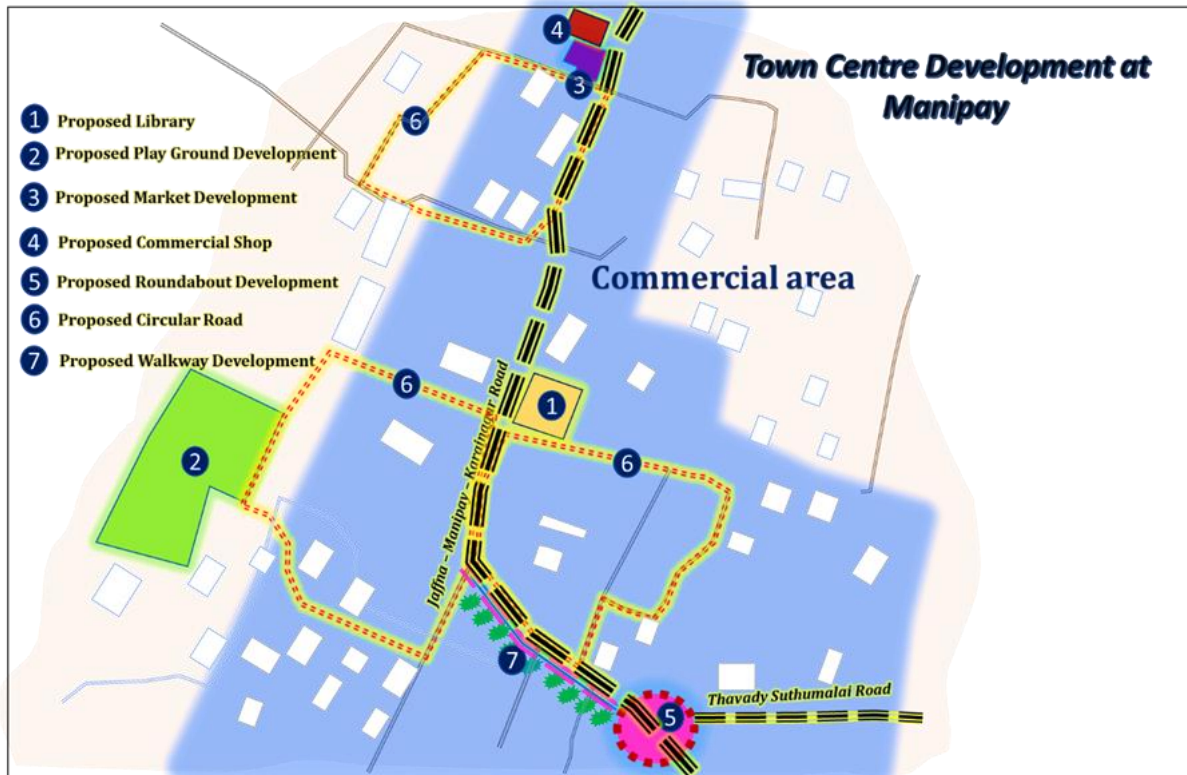 Town Centre Development at
Manipay
1 Proposed Library
2 Proposed Play Ground Development
3 Proposed Market Development
4 Proposed Commercial Shop
5 Proposed Roundabout Development
6 Proposed Circular Road
7 Proposed Walkway Development
4
3
6
Commercial area
6
1
2
6
Jaffna – Manipay – Karainagar Road
7
Thavady Suthumalai Road
5